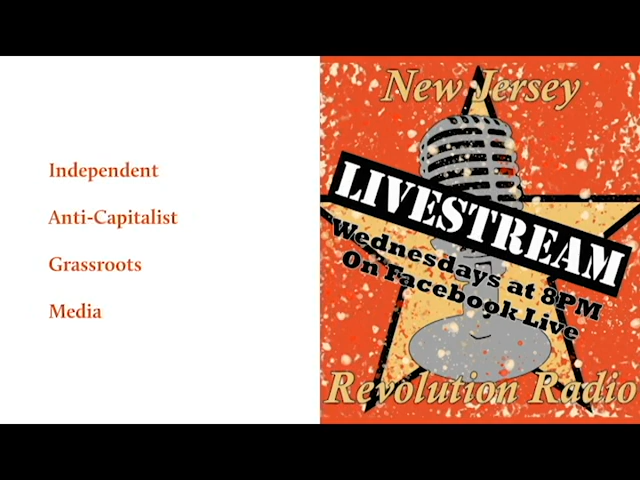 Independent
Anti-Capitalist
Grassroots
Media
New Jersey
LIVESTREAM
Wednesdays at 8PM
On Facebook Live
Revolution Radio